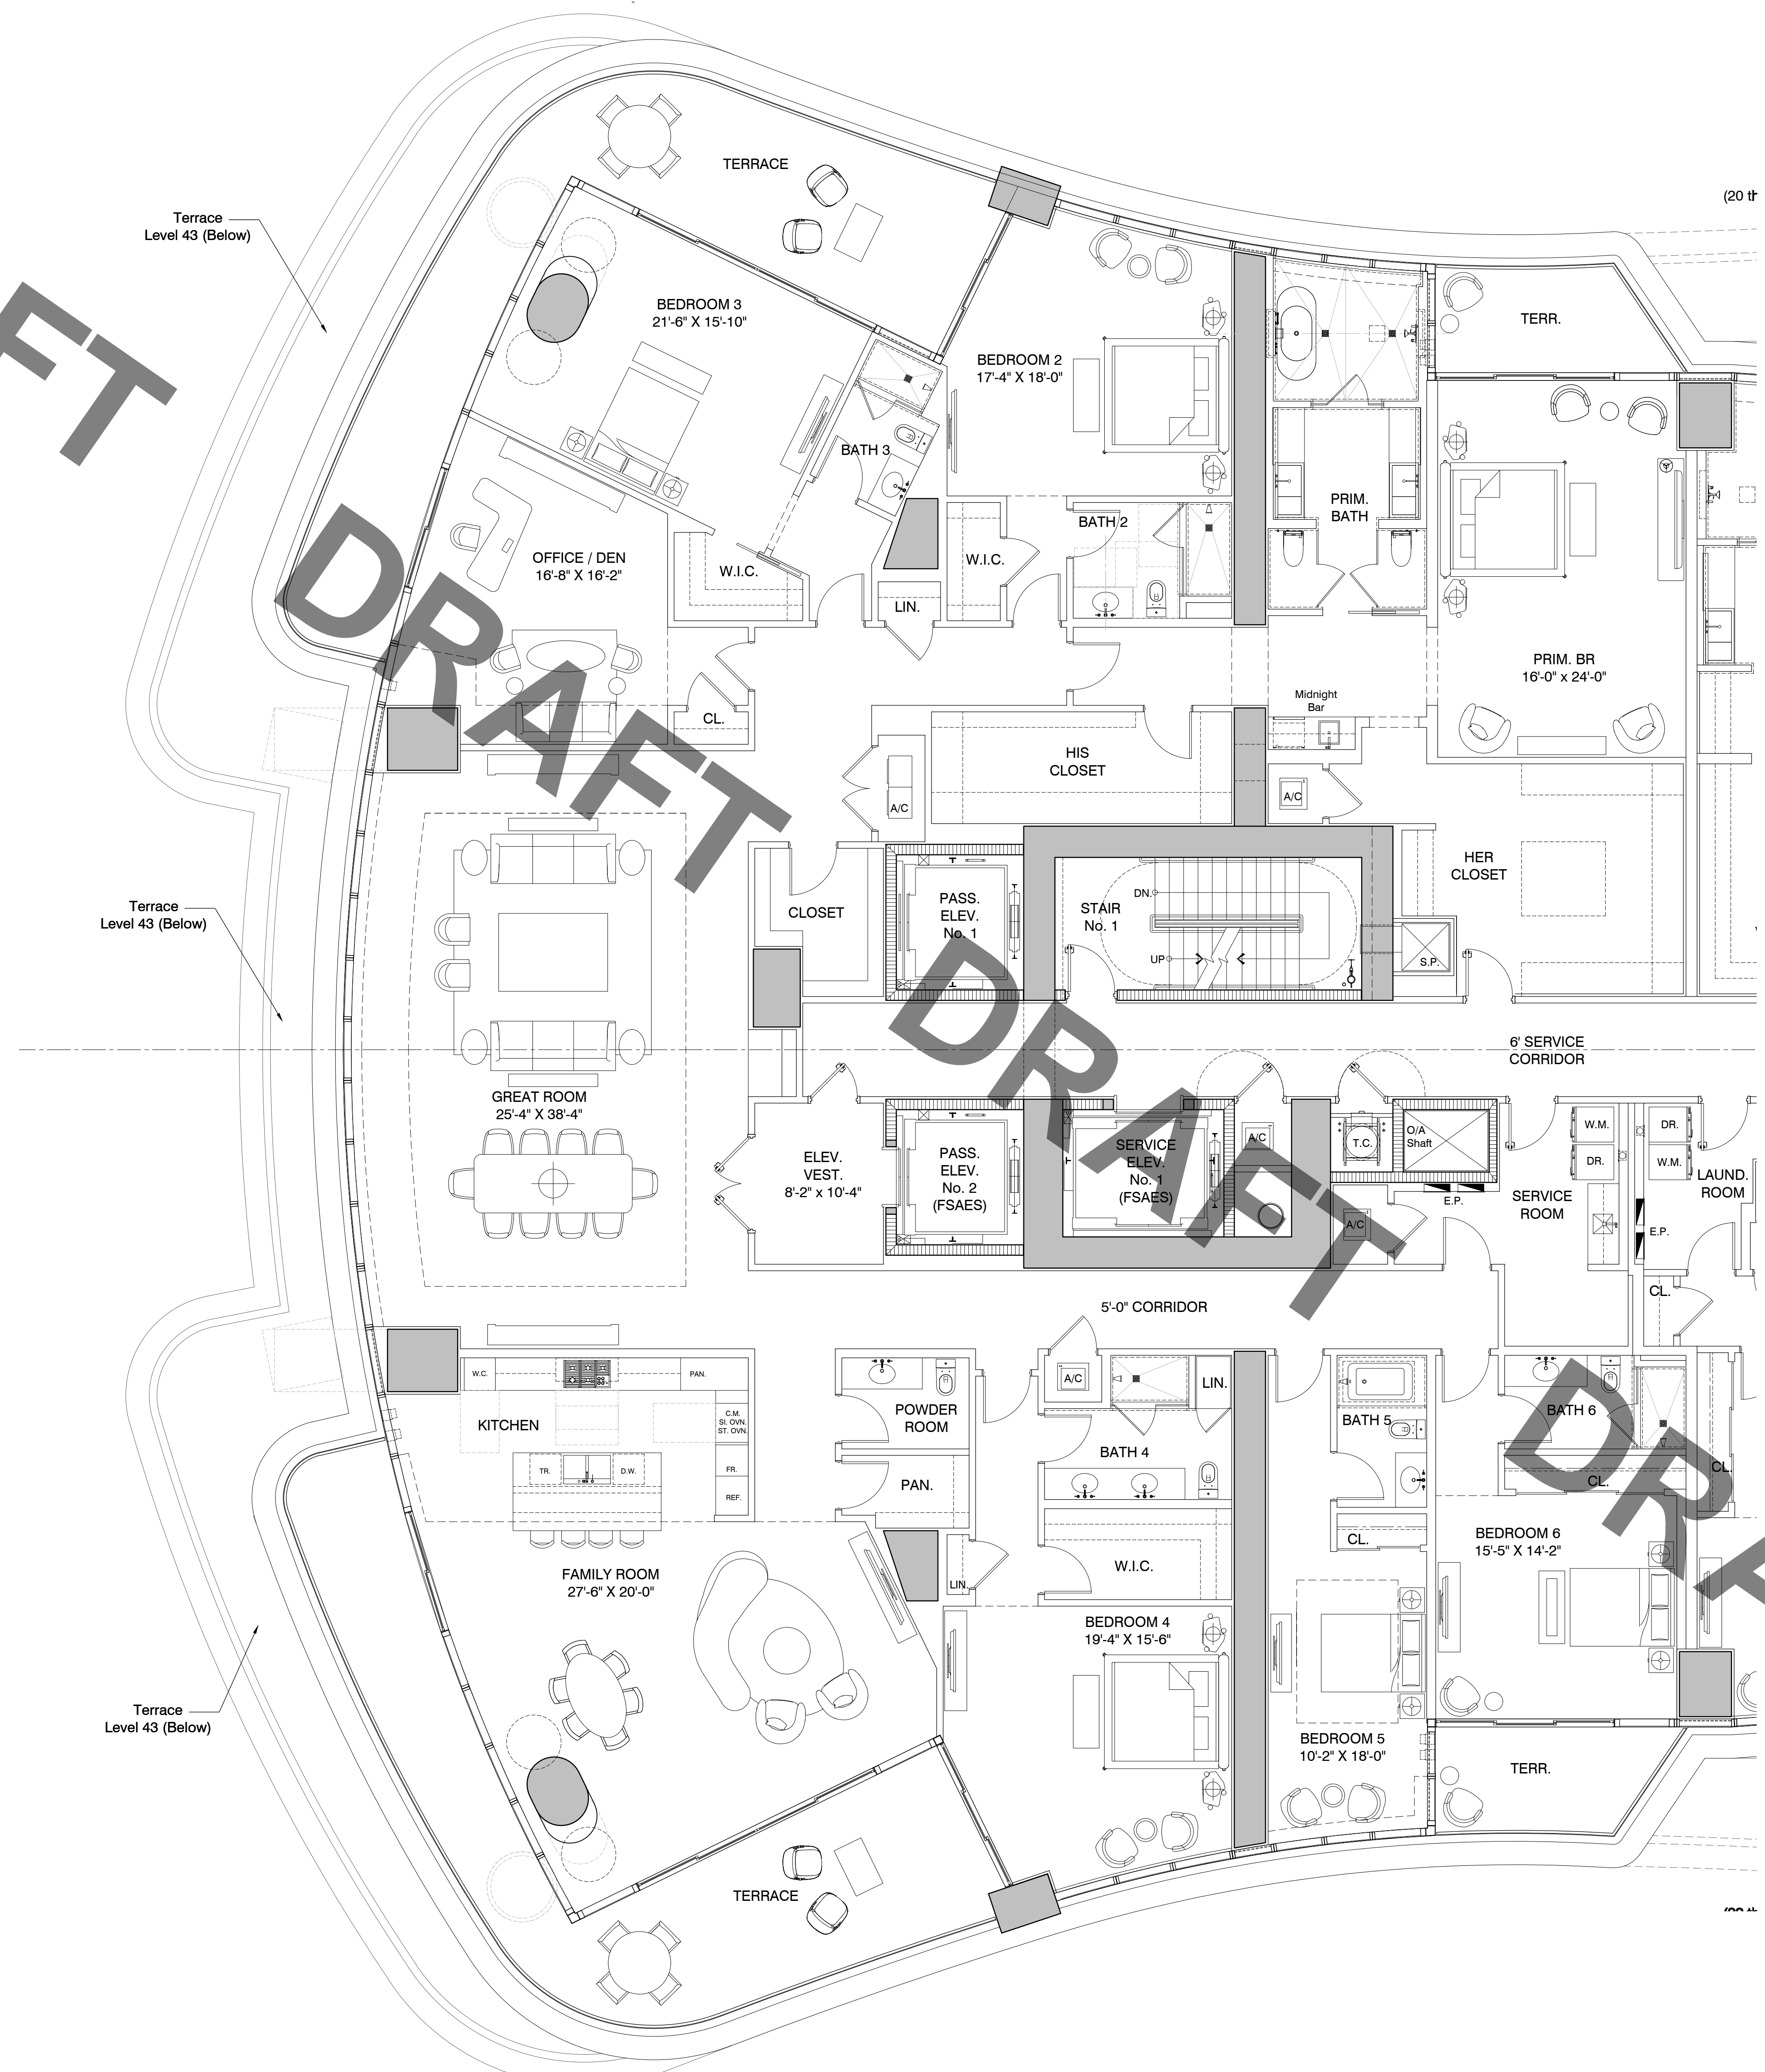 TERRACE
(20 th
Terrace
Level 43 (Below)
BEDROOM 3
21'-6" X 15'-10"
TERR.
BEDROOM 2
17'-4" X 18'-0"
FT
BATH 3
PRIM.
BATH
BATH 2
OFFICE / DEN
16'-8" X 16'-2"
W.I.C.
W.I.C.
LIN.
DRAFT
PRIM. BR
16'-0" x 24'-0"
Midnight
Bar
CL.
HIS
CLOSET
A/C
A/C
HER
CLOSET
CLOSET
PASS.
ELEV.
No. 1
STAIR
No. 1
DN.
UP
S.P.
Terrace
Level 43 (Below)
DRAFT
6' SERVICE
CORRIDOR
GREAT ROOM
25'-4" X 38'-4"
ELEV.
VEST.
8'-2" x 10'-4"
PASS.
ELEV.
No. 2
(FSAES)
SERVICE
ELEV.
No. 1
(FSAES)
A/C
T.C.
O/A
Shaft
W.M.
DR.
DR.
W.M.
LAUND.
ROOM
SERVICE
ROOM
E.P.
E.P.
A/C
CL.
5'-0" CORRIDOR
W.C.
PAN.
KITCHEN
C.M.
SI. OVN.
ST. OVN.
FR.
REF.
TR.
D.W.
POWDER
ROOM
PAN.
A/C
LIN.
BATH 4
BATH 5
BATH 6
CL.
CL.
CL.
DRA
W.I.C.
LIN.
FAMILY ROOM
27'-6" X 20'-0"
BEDROOM 6
15'-5" X 14'-2"
BEDROOM 4
19'-4" X 15'-6"
Terrace
Level 43 (Below)
BEDROOM 5
10'-2" X 18'-0"
TERR.
TERRACE